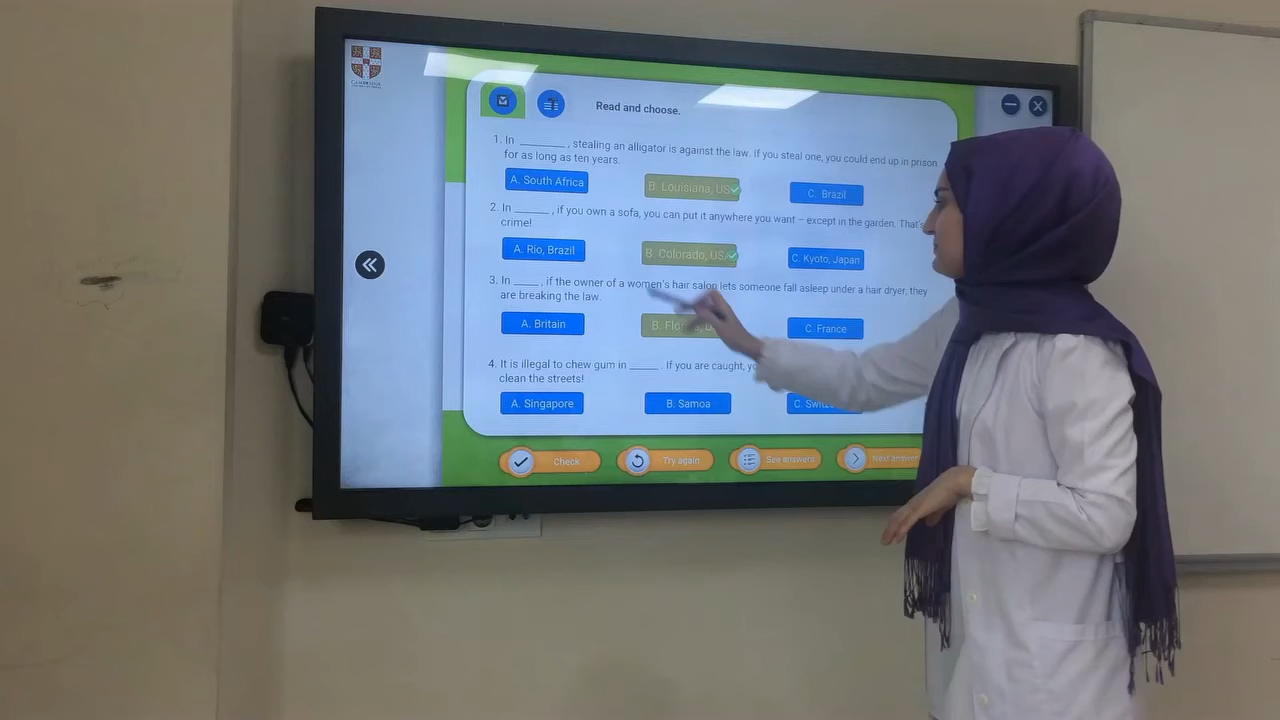 CAMBRIDGE
Read and choose.
1. In ______ , stealing an alligator is against the law. If you steal one, you could end up in prison
for as long as ten years.
A. South Africa B. Louisiana, US C. Brazil
2. In ______ , if you own a sofa, you can put it anywhere you want – except in the garden. That's
crime!
A. Rio, Brazil B. Colorado, USA C. Kyoto, Japan
3. In ____ , if the owner of a women's hair salon lets someone fall asleep under a hair dryer, they
are breaking the law.
A. Britain B. C. France
4. It is illegal to chew gum in _____ . If you are caught,
clean the streets!
A. Singapore B. Samoa C.
Check Try again See answers Next answer